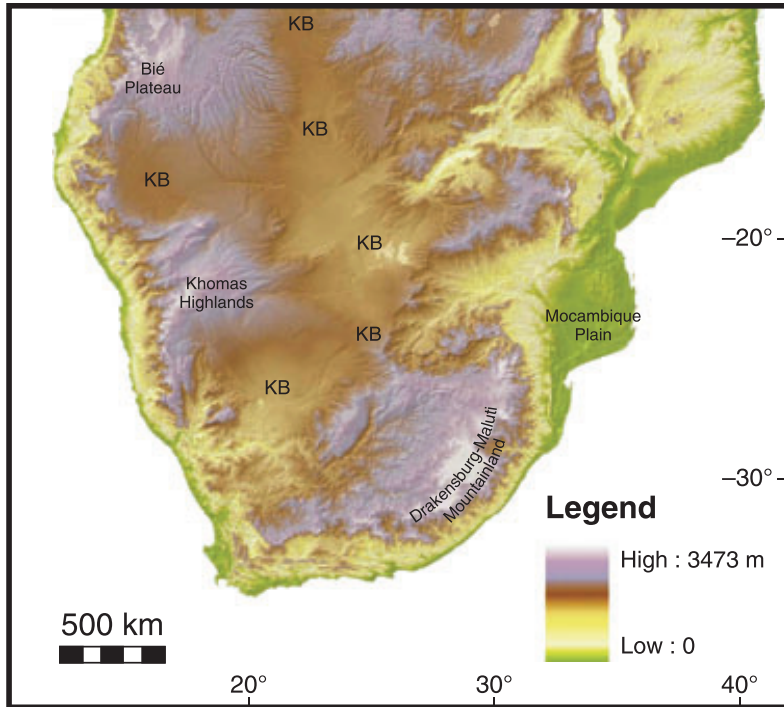 KB
Bié
Plateau
KB
KB
KB
–20°
Khomas
Highlands
Mocambique
Plain
KB
KB
Drakensburg-Maluti
Mountainland
–30°
Legend
High : 3473 m
Low : 0
500 km
20°
30°
40°